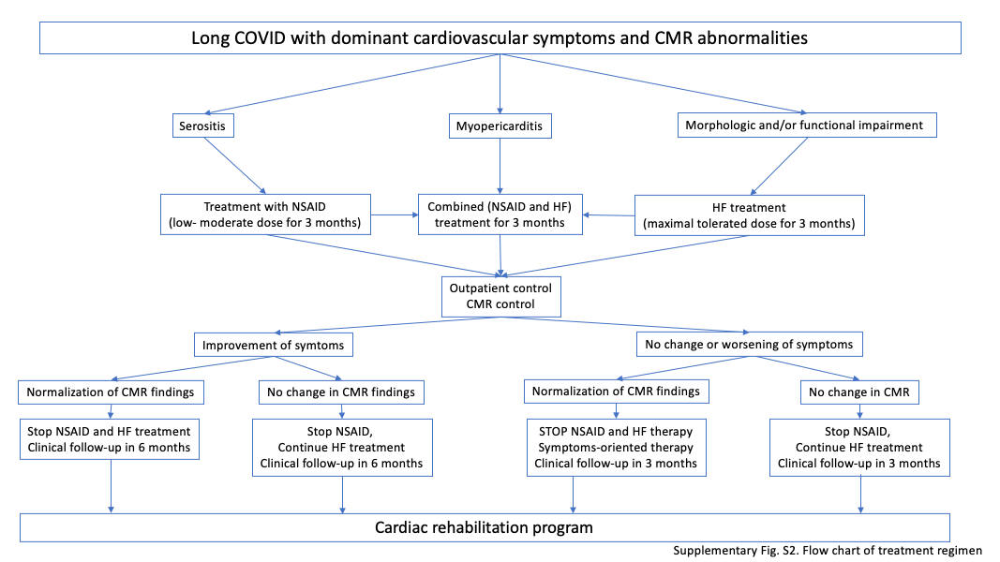 Long COVID with dominant cardiovascular symptoms and CMR abnormalities
Serositis
Myopericarditis
Morphologic and/or functional impairment
Treatment with NSAID
(low- moderate dose for 3 months)
Combined (NSAID and HF)
treatment for 3 months
HF treatment
(maximal tolerated dose for 3 months)
Outpatient control
CMR control
Improvement of symtoms
No change or worsening of symptoms
Normalization of CMR findings
No change in CMR findings
Normalization of CMR findings
No change in CMR
Stop NSAID and HF treatment
Clinical follow-up in 6 months
Stop NSAID,
Continue HF treatment
Clinical follow-up in 6 months
STOP NSAID and HF therapy
Symptoms-oriented therapy
Clinical follow-up in 3 months
Stop NSAID,
Continue HF treatment
Clinical follow-up in 3 months
Cardiac rehabilitation program
Supplementary Fig. S2. Flow chart of treatment regimen